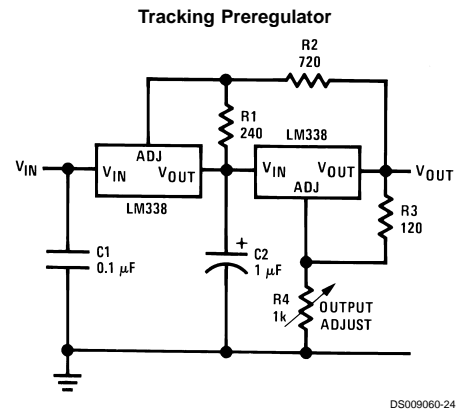 Tracking Preregulator
R2
720
R1
240
LM338
V_IN
ADJ
V_IN
V_OUT
LM338
V_IN
V_OUT
ADJ
V_OUT
R3
120
C1
0.1 μF
+
C2
1 μF
R4
1k
OUTPUT
ADJUST
DS009060-24